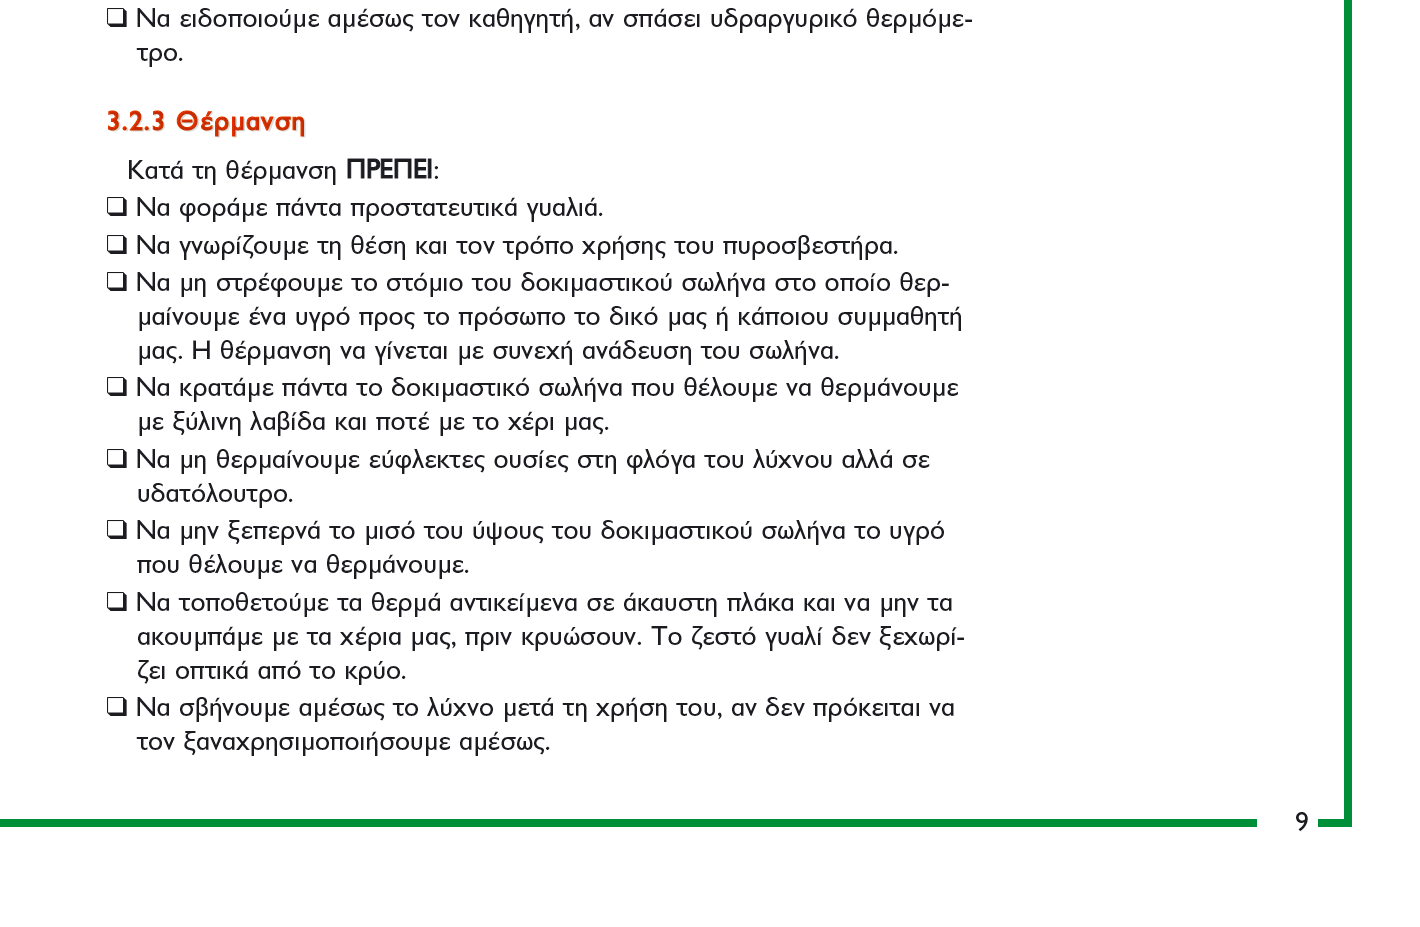 ❑ Να ειδοποιούμε αμέσως τον καθηγητή, αν σπάσει υδραργυρικό θερμόμε-
τρο.
3.2.3 Θέρμανση
Κατά τη θέρμανση ΠΡΕΠΕΙ:
❑ Να φοράμε πάντα προστατευτικά γυαλιά.
❑ Να γνωρίζουμε τη θέση και τον τρόπο χρήσης του πυροσβεστήρα.
❑ Να μη στρέφουμε το στόμιο του δοκιμαστικού σωλήνα στο οποίο θερ-
μαίνουμε ένα υγρό προς το πρόσωπο το δικό μας ή κάποιου συμμαθητή
μας. Η θέρμανση να γίνεται με συνεχή ανάδευση του σωλήνα.
❑ Να κρατάμε πάντα το δοκιμαστικό σωλήνα που θέλουμε να θερμάνουμε
με ξύλινη λαβίδα και ποτέ με το χέρι μας.
❑ Να μη θερμαίνουμε εύφλεκτες ουσίες στη φλόγα του λύχνου αλλά σε
υδατόλουτρο.
❑ Να μην ξεπερνά το μισό του ύψους του δοκιμαστικού σωλήνα το υγρό
που θέλουμε να θερμάνουμε.
❑ Να τοποθετούμε τα θερμά αντικείμενα σε άκαυστη πλάκα και να μην τα
ακουμπάμε με τα χέρια μας, πριν κρυώσουν. Το ζεστό γυαλί δεν ξεχωρί-
ζει οπτικά από το κρύο.
❑ Να σβήνουμε αμέσως το λύχνο μετά τη χρήση του, αν δεν πρόκειται να
τον ξαναχρησιμοποιήσουμε αμέσως.
9